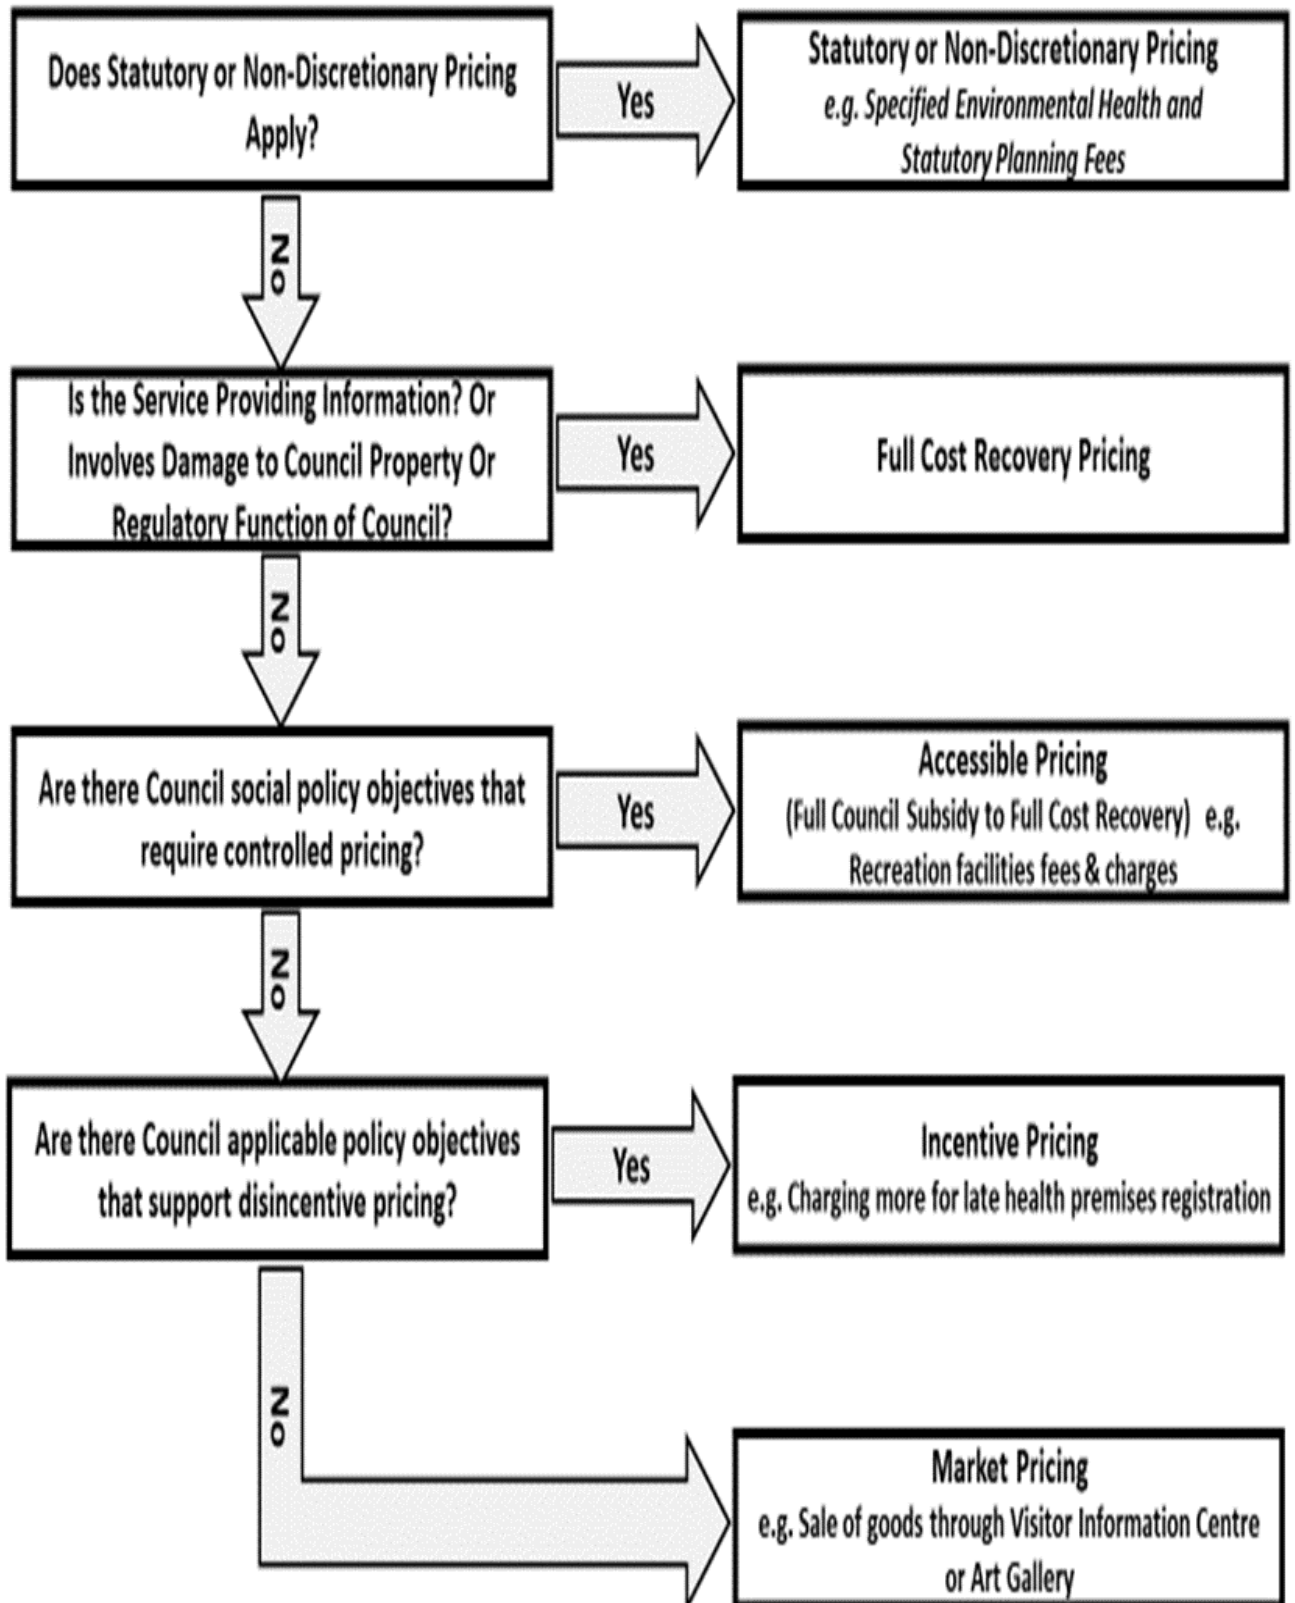 Does Statutory or Non-Discretionary Pricing
Apply?
Yes
Statutory or Non-Discretionary Pricing
e.g. Specified Environmental Health and
Statutory Planning Fees
NO
Is the Service Providing Information? Or
Involves Damage to Council Property Or
Regulatory Function of Council?
Yes
Full Cost Recovery Pricing
NO
Are there Council social policy objectives that
require controlled pricing?
Yes
Accessible Pricing
(Full Council Subsidy to Full Cost Recovery) e.g.
Recreation facilities fees & charges
NO
Are there Council applicable policy objectives
that support disincentive pricing?
Yes
Incentive Pricing
e.g. Charging more for late health premises registration
NO
Market Pricing
e.g. Sale of goods through Visitor Information Centre
or Art Gallery